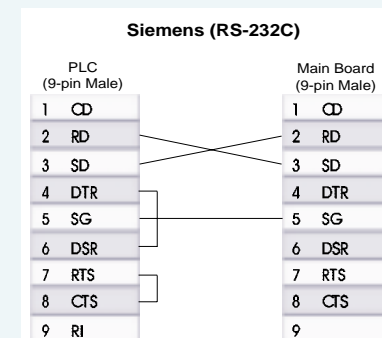 Siemens (RS-232C)
PLC
(9-pin Male)
Main Board
(9-pin Male)
1 CD
2 RD
3 SD
4 DTR
5 SG
6 DSR
7 RTS
8 CTS
9 RI
1 CD
2 RD
3 SD
4 DTR
5 SG
6 DSR
7 RTS
8 CTS
9